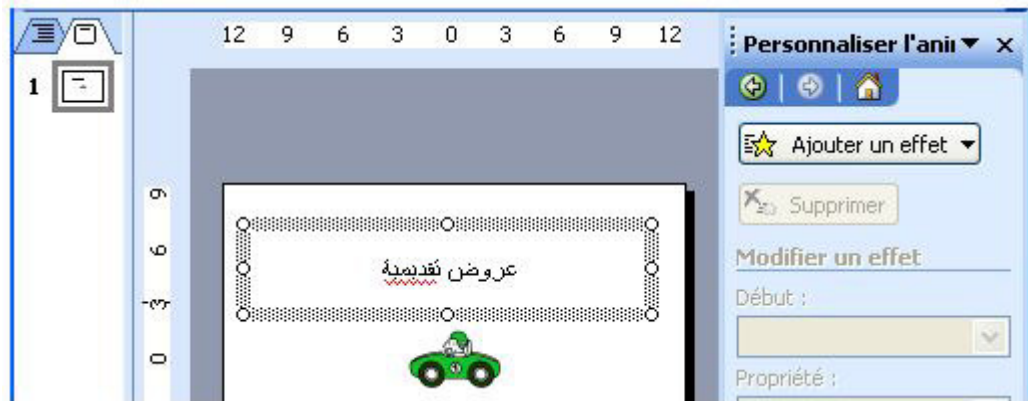 12 9 6 3 0 3 6 9 12
1
9
6
3
0
عروض تقديمية
Personnaliser l'anii
Ajouter un effet
Supprimer
Modifier un effet
Début :
Propriété :